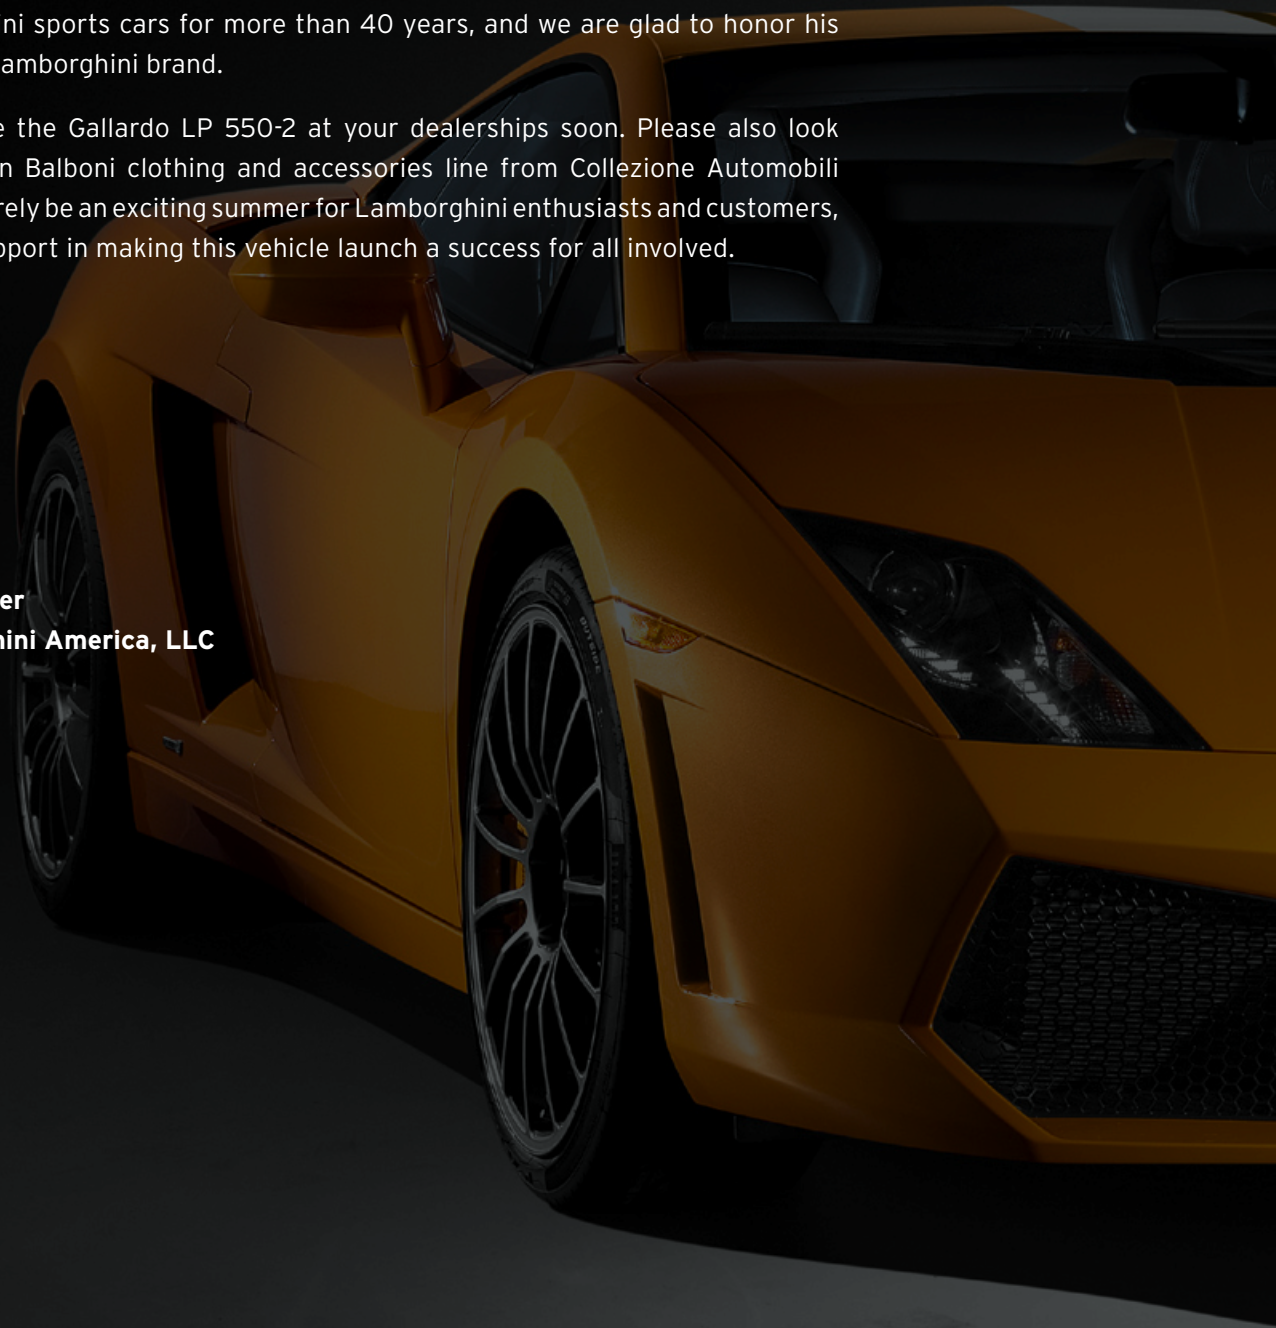 ni sports cars for more than 40 years, and we are glad to honor his
amborghini brand.
e the Gallardo LP 550-2 at your dealerships soon. Please also look
n Balboni clothing and accessories line from Collezione Automobili
rely be an exciting summer for Lamborghini enthusiasts and customers,
pport in making this vehicle launch a success for all involved.
er
nini America, LLC
OUTSIDE